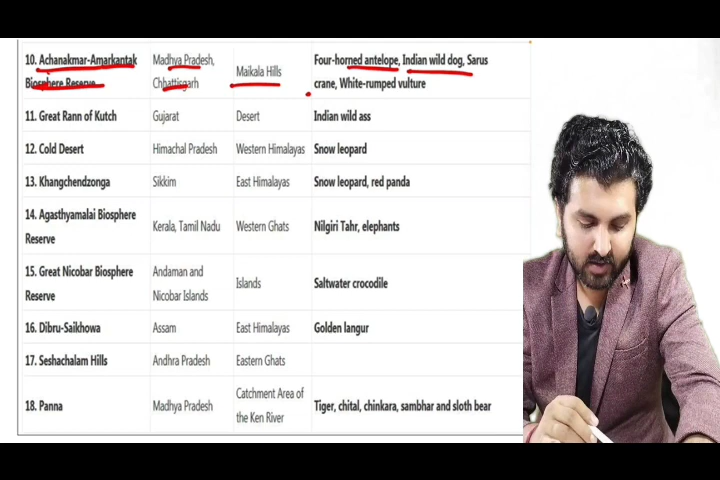 10. Achanakmar-Amarkantak Biosphere Reserve Madhya Pradesh, Chhattisgarh Maikala Hills Four-horned antelope, Indian wild dog, Sarus crane, White-rumped vulture
11. Great Rann of Kutch Gujarat Desert Indian wild ass
12. Cold Desert Himachal Pradesh Western Himalayas Snow leopard
13. Khangchendzonga Sikkim East Himalayas Snow leopard, red panda
14. Agasthyamalai Biosphere Reserve Kerala, Tamil Nadu Western Ghats Nilgiri Tahr, elephants
15. Great Nicobar Biosphere Reserve Andaman and Nicobar Islands Islands Saltwater crocodile
16. Dibru-Saikhowa Assam East Himalayas Golden langur
17. Seshachalam Hills Andhra Pradesh Eastern Ghats
18. Panna Madhya Pradesh Catchment Area of the Ken River Tiger, chital, chinkara, sambhar and sloth bear